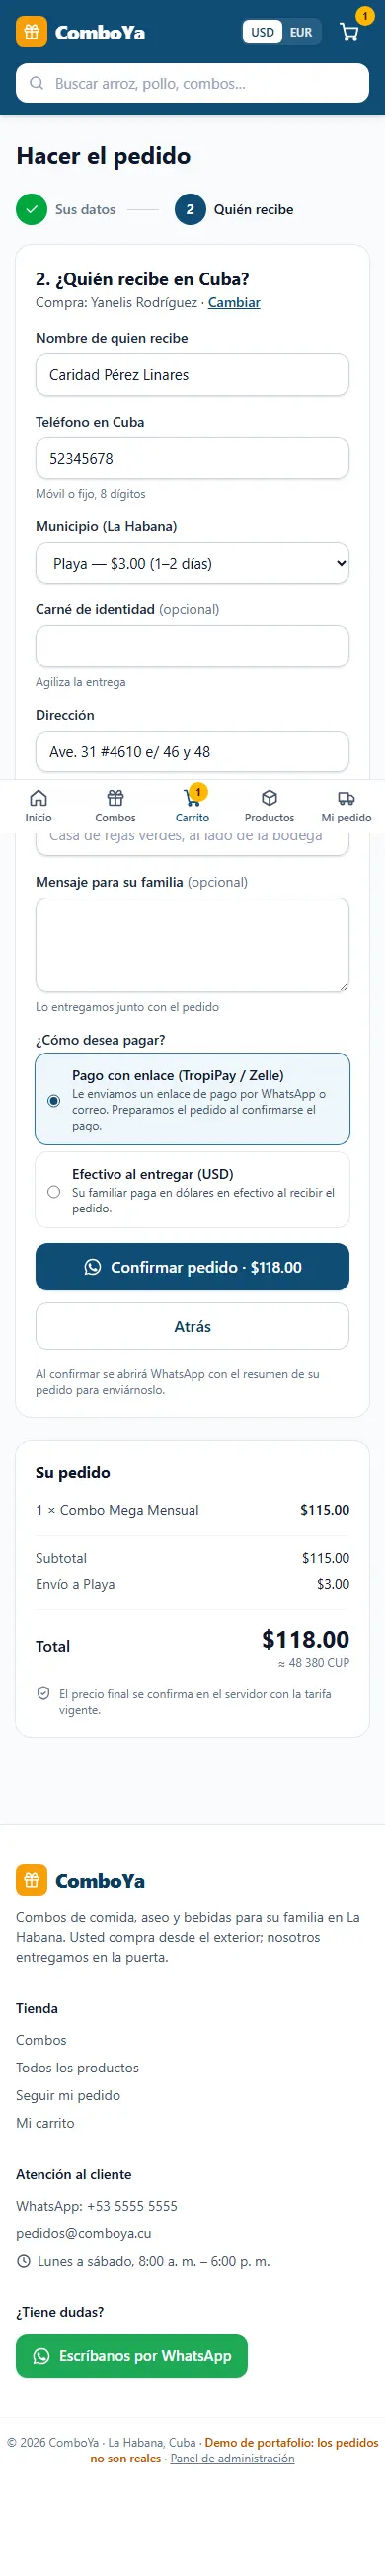 ComboYa
USD EUR
1
Buscar arroz, pollo, combos...
Hacer el pedido
Sus datos
2 Quién recibe
2. ¿Quién recibe en Cuba?
Compra: Yanelis Rodríguez · Cambiar
Nombre de quien recibe
Caridad Pérez Linares
Teléfono en Cuba
52345678
Móvil o fijo, 8 dígitos
Municipio (La Habana)
Playa — $3.00 (1–2 días)
Carné de identidad (opcional)
Agiliza la entrega
Dirección
Ave. 31 #4610 e/ 46 y 48
1
Inicio Combos Carrito Productos Mi pedido
Casa de rejas verdes, al lado de la bodega
Mensaje para su familia (opcional)
Lo entregamos junto con el pedido
¿Cómo desea pagar?
Pago con enlace (TropiPay / Zelle)
Le enviamos un enlace de pago por WhatsApp o
correo. Preparamos el pedido al confirmarse el
pago.
Efectivo al entregar (USD)
Su familiar paga en dólares en efectivo al recibir el
pedido.
Confirmar pedido · $118.00
Atrás
Al confirmar se abrirá WhatsApp con el resumen de su
pedido para enviárnoslo.
Su pedido
1 × Combo Mega Mensual $115.00
Subtotal $115.00
Envío a Playa $3.00
Total $118.00
≈ 48 380 CUP
El precio final se confirma en el servidor con la tarifa
vigente.
ComboYa
Combos de comida, aseo y bebidas para su familia en La
Habana. Usted compra desde el exterior; nosotros
entregamos en la puerta.
Tienda
Combos
Todos los productos
Seguir mi pedido
Mi carrito
Atención al cliente
WhatsApp: +53 5555 5555
pedidos@comboya.cu
Lunes a sábado, 8:00 a. m. – 6:00 p. m.
¿Tiene dudas?
Escríbanos por WhatsApp
© 2026 ComboYa · La Habana, Cuba · Demo de portafolio: los pedidos
no son reales · Panel de administración